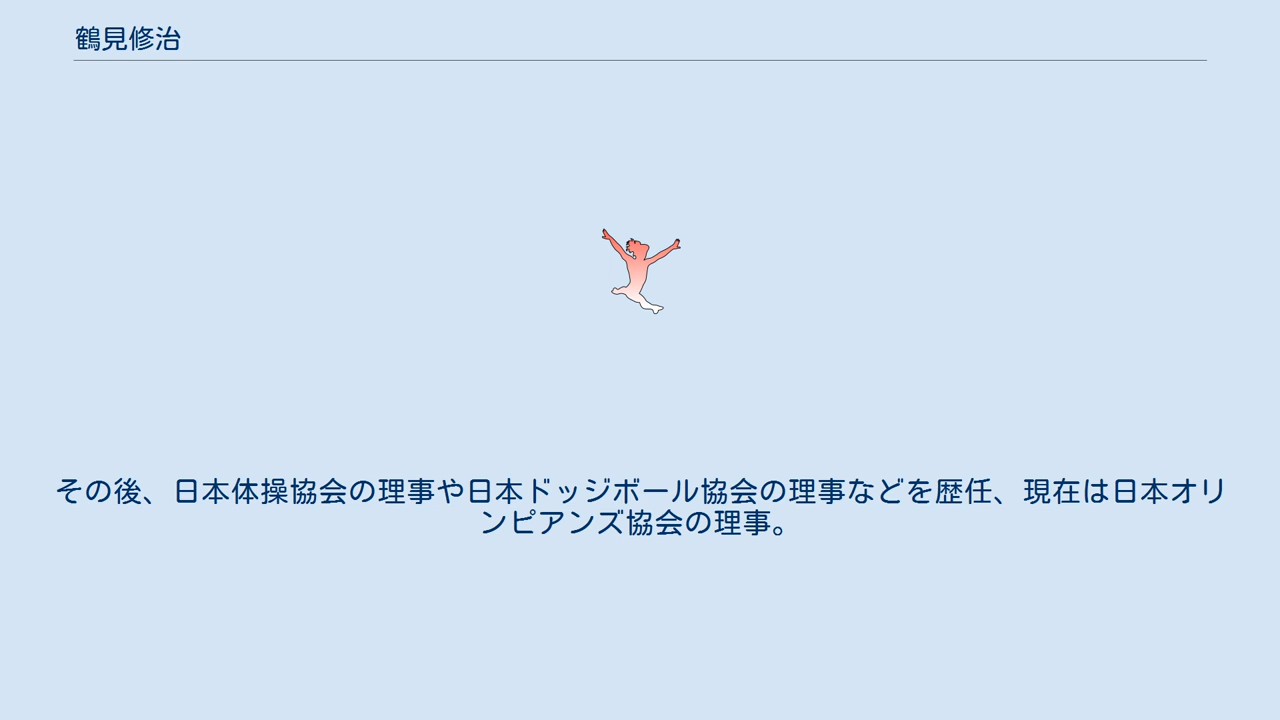 鶴見修治
その後、日本体操協会の理事や日本ドッジボール協会の理事などを歴任、現在は日本オリ
ンピアンズ協会の理事。